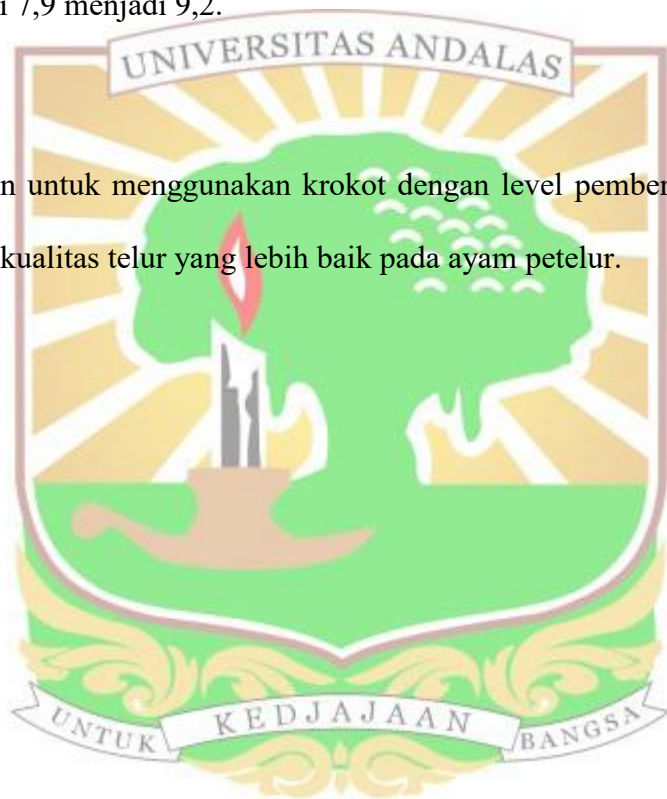 i 7,9 menjadi 9,2.
UNIVERSITAS ANDALAS
n untuk menggunakan krokot dengan level pember
kualitas telur yang lebih baik pada ayam petelur.
UNTUK KEDJAJAAN BANGSA